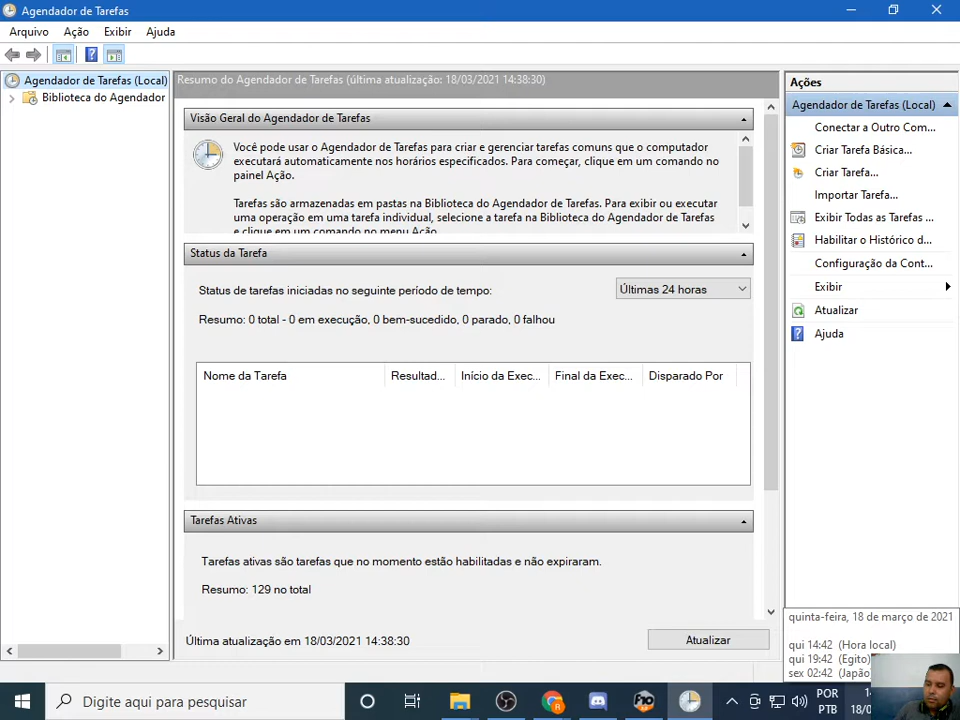 Agendador de Tarefas
Arquivo Ação Exibir Ajuda
Agendador de Tarefas (Local)
Biblioteca do Agendador
Resumo do Agendador de Tarefas (última atualização: 18/03/2021 14:38:30)
Visão Geral do Agendador de Tarefas
Você pode usar o Agendador de Tarefas para criar e gerenciar tarefas comuns que o computador
executará automaticamente nos horários especificados. Para começar, clique em um comando no
painel Ação.
Tarefas são armazenadas em pastas na Biblioteca do Agendador de Tarefas. Para exibir ou executar
uma operação em uma tarefa individual, selecione a tarefa na Biblioteca do Agendador de Tarefas
e clique em um comando no menu Ação.
Status da Tarefa
Status de tarefas iniciadas no seguinte período de tempo:
Últimas 24 horas
Resumo: 0 total - 0 em execução, 0 bem-sucedido, 0 parado, 0 falhou
Nome da Tarefa Resultad... Início da Exec... Final da Exec... Disparado Por
Tarefas Ativas
Tarefas ativas são tarefas que no momento estão habilitadas e não expiraram.
Resumo: 129 no total
Última atualização em 18/03/2021 14:38:30
Atualizar
Ações
Agendador de Tarefas (Local)
Conectar a Outro Com...
Criar Tarefa Básica...
Criar Tarefa...
Importar Tarefa...
Exibir Todas as Tarefas ...
Habilitar o Histórico d...
Configuração da Cont...
Exibir
Atualizar
Ajuda
quinta-feira, 18 de março de 2021
qui 14:42 (Hora local)
qui 19:42 (Egito)
sex 02:42 (Japão)
Digite aqui para pesquisar
POR
PTB